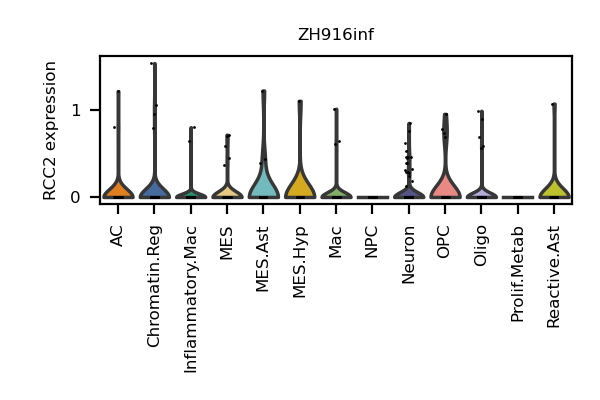 ZH916inf
RCC2 expression
1
0
AC
Chromatin.Reg
Inflammatory.Mac
MES
MES.Ast
MES.Hyp
Mac
NPC
Neuron
OPC
Oligo
Prolif.Metab
Reactive.Ast